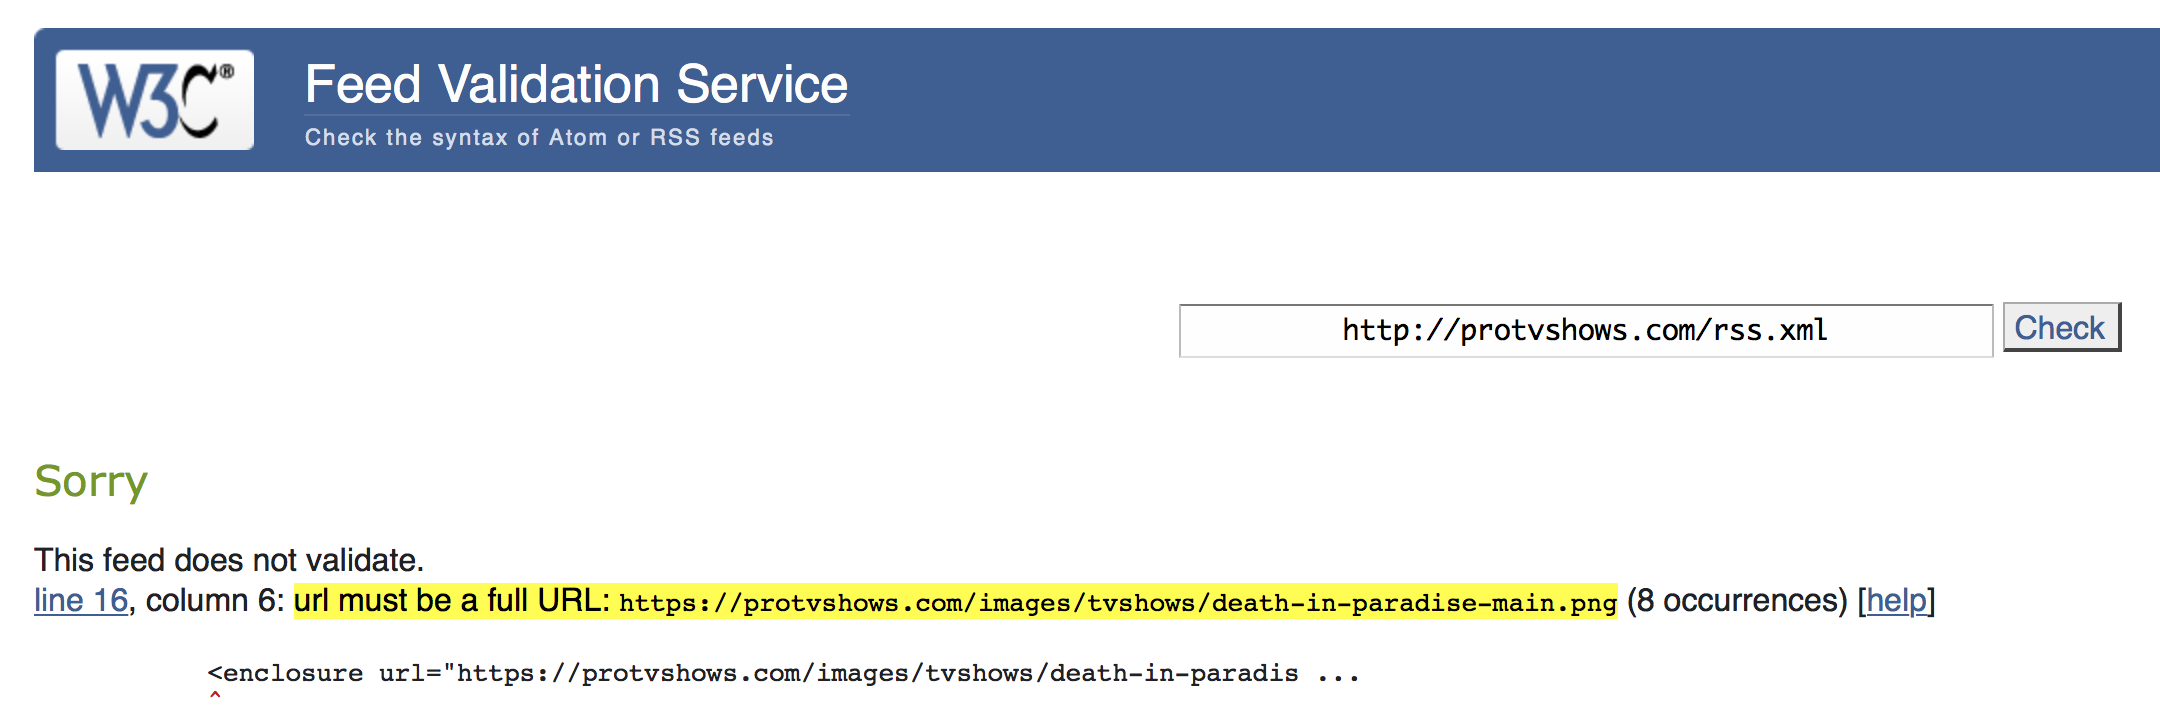 W3C®
Feed Validation Service
Check the syntax of Atom or RSS feeds
http://protvshows.com/rss.xml Check
Sorry
This feed does not validate.
line 16, column 6: url must be a full URL: https://protvshows.com/images/tvshows/death-in-paradise-main.png (8 occurrences) [help]
<enclosure url="https://protvshows.com/images/tvshows/death-in-paradis ...
^